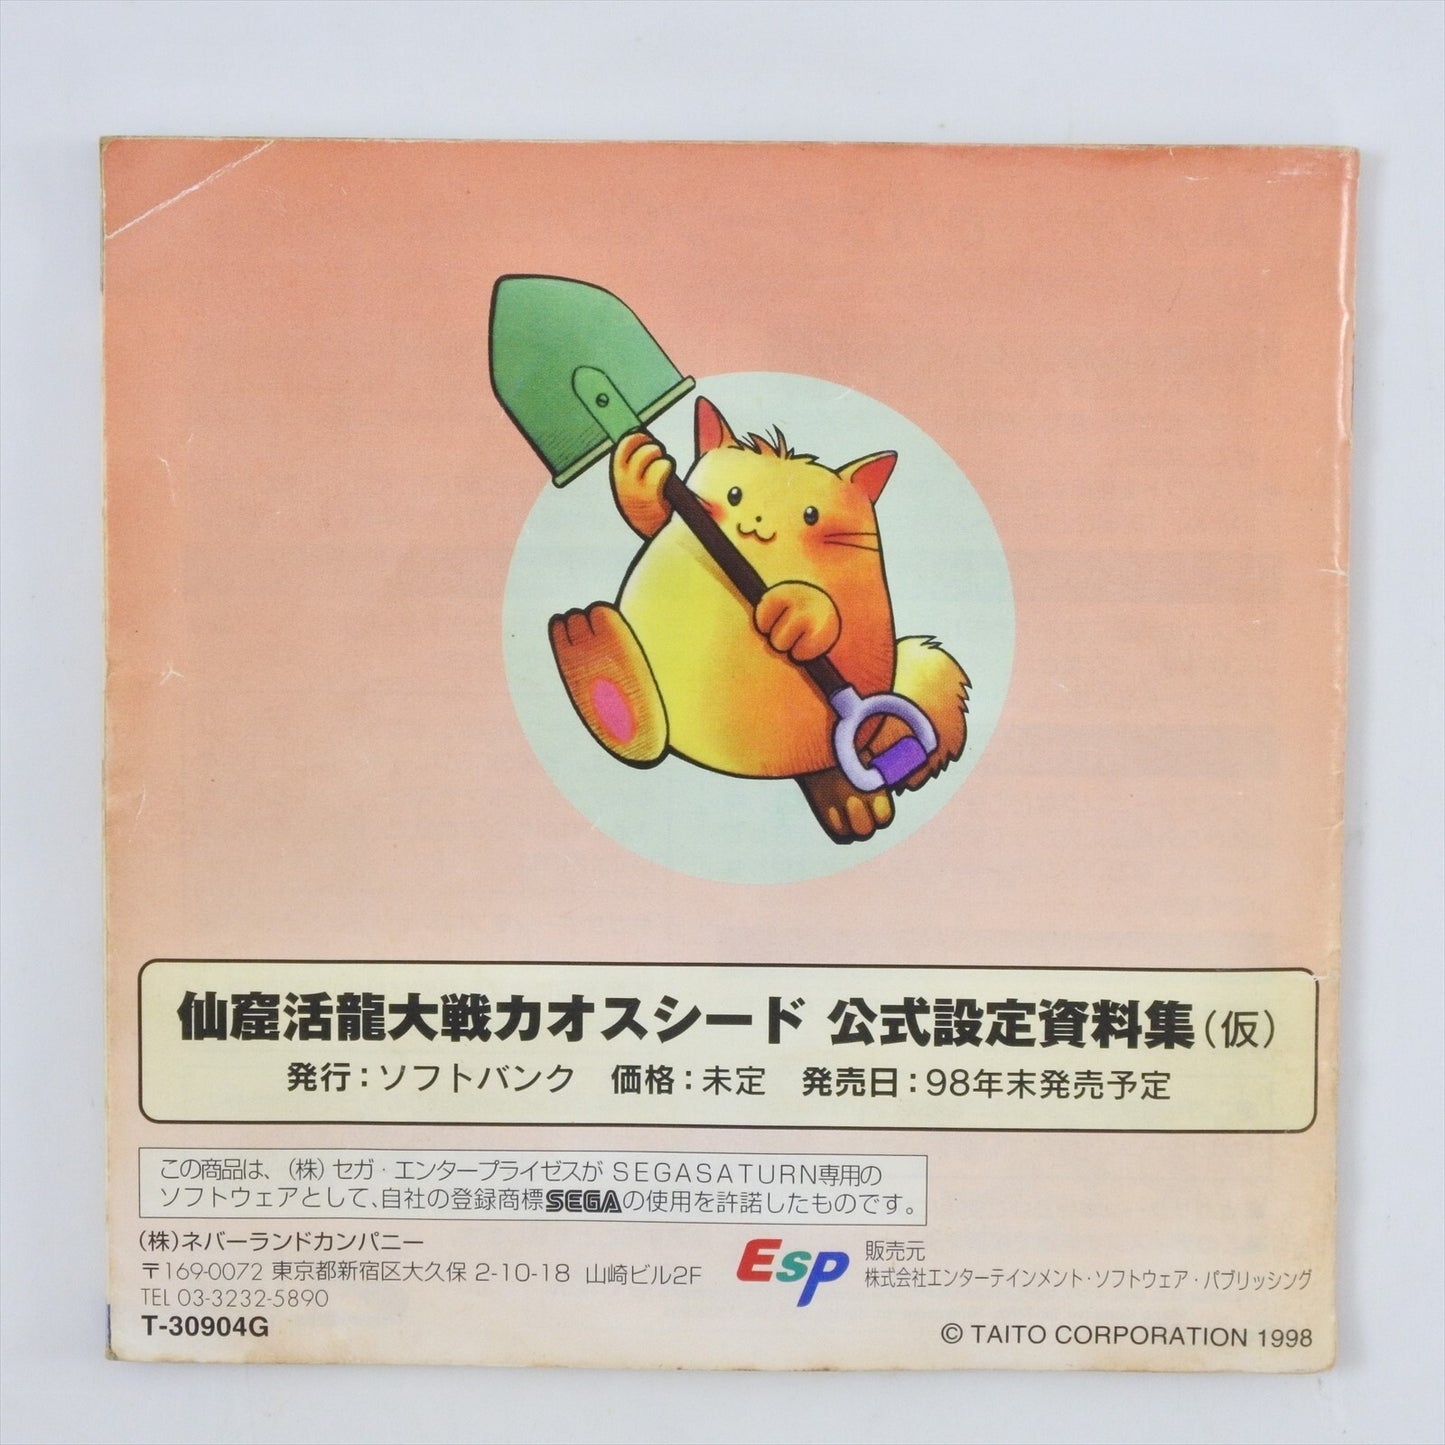 仙窟活龍大戦カオスシード 公式設定資料集(仮)
発行:ソフトバンク 価格:未定 発売日:98年末発売予定
この商品は、(株)セガ・エンタープライゼスが SEGASATURN専用の
ソフトウェアとして、自社の登録商標SEGAの使用を許諾したものです。
(株)ネバーランドカンパニー
〒169-0072 東京都新宿区大久保 2-10-18 山崎ビル2F
TEL 03-3232-5890
T-30904G
Esp
販売元
株式会社エンターテインメント・ソフトウェア・パブリッシング
© TAITO CORPORATION 1998